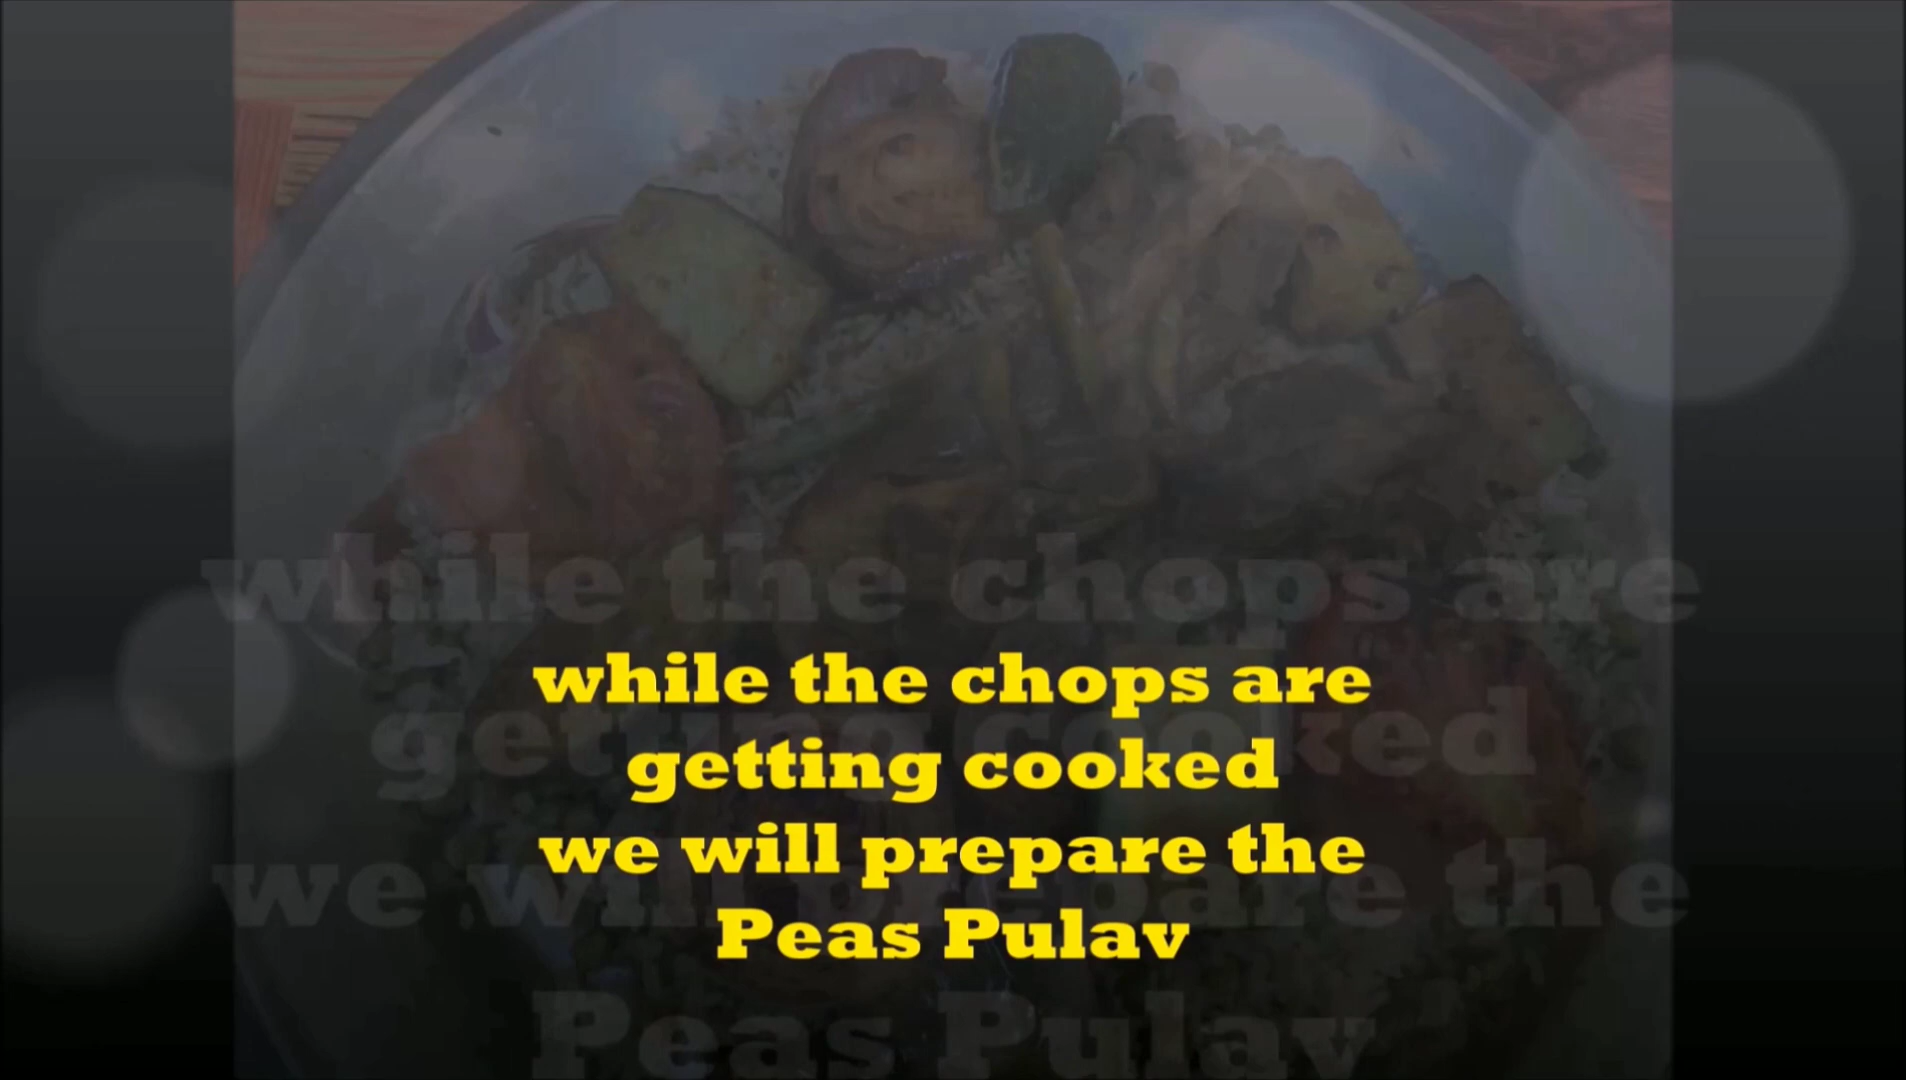 while the chops are
getting cooked
we will prepare the
Peas Pulav